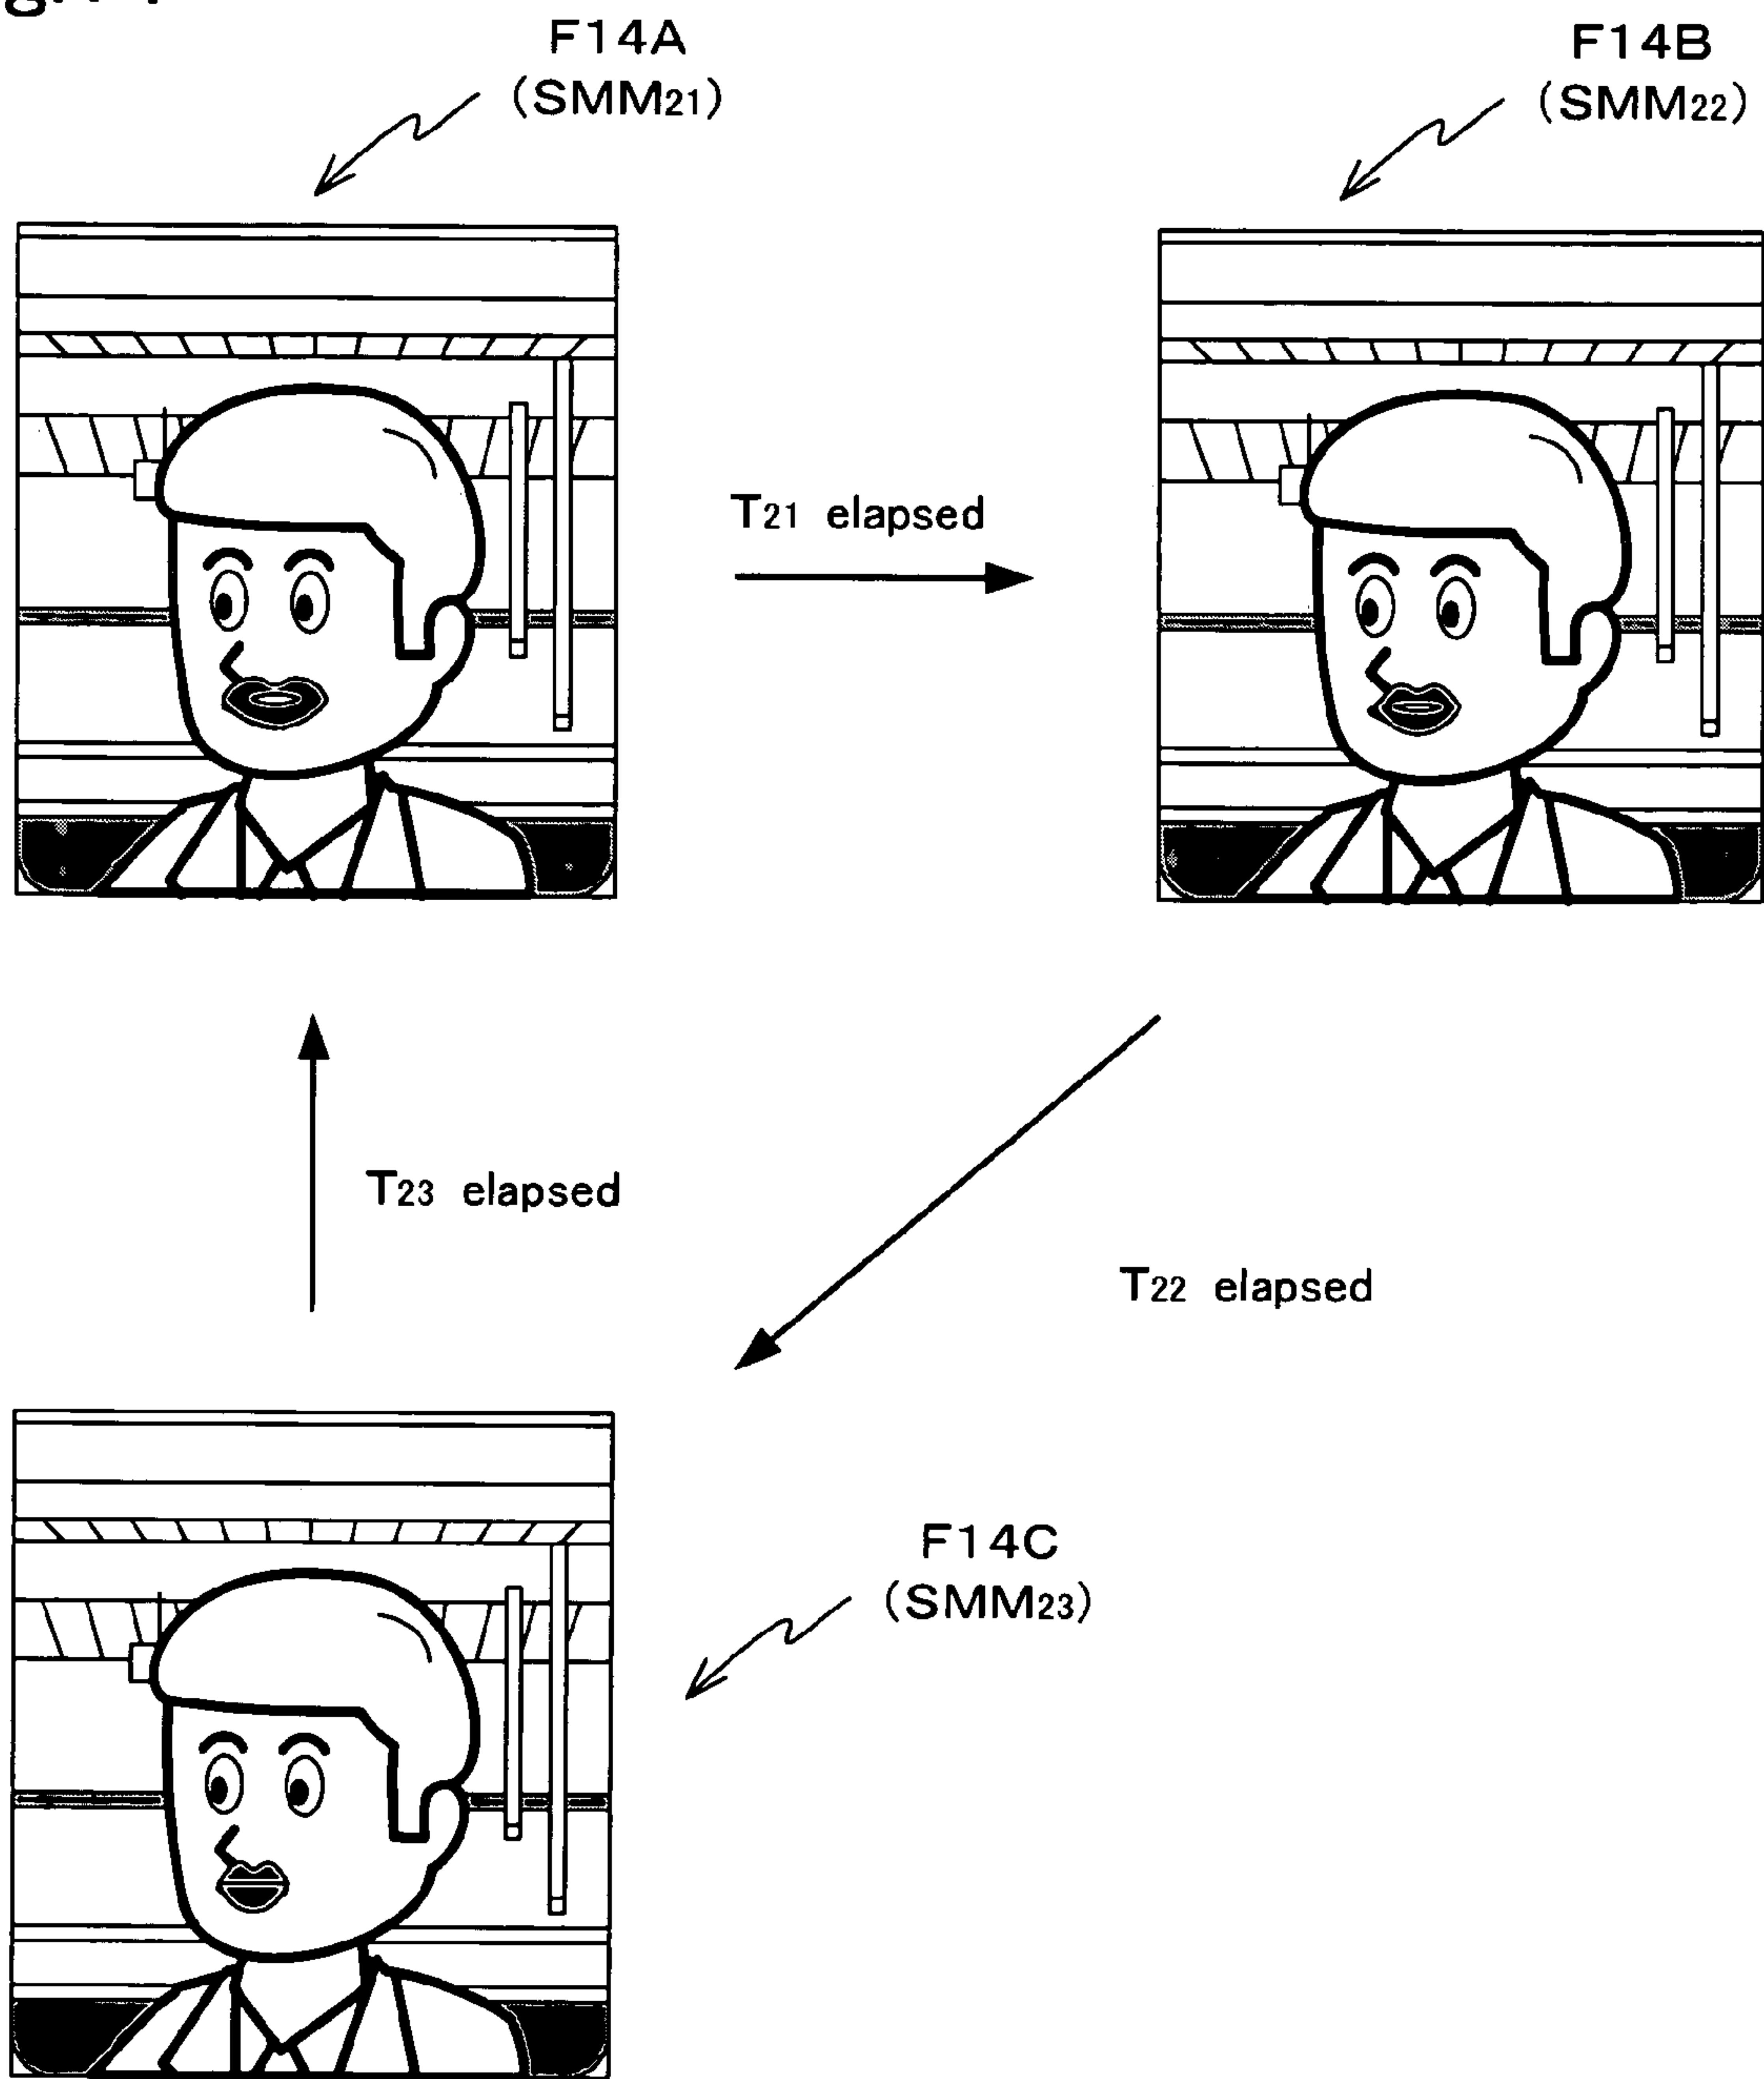 F14A
(SMM21)
F14B
(SMM22)
T21 elapsed
T23 elapsed
T22 elapsed
F14C
(SMM23)